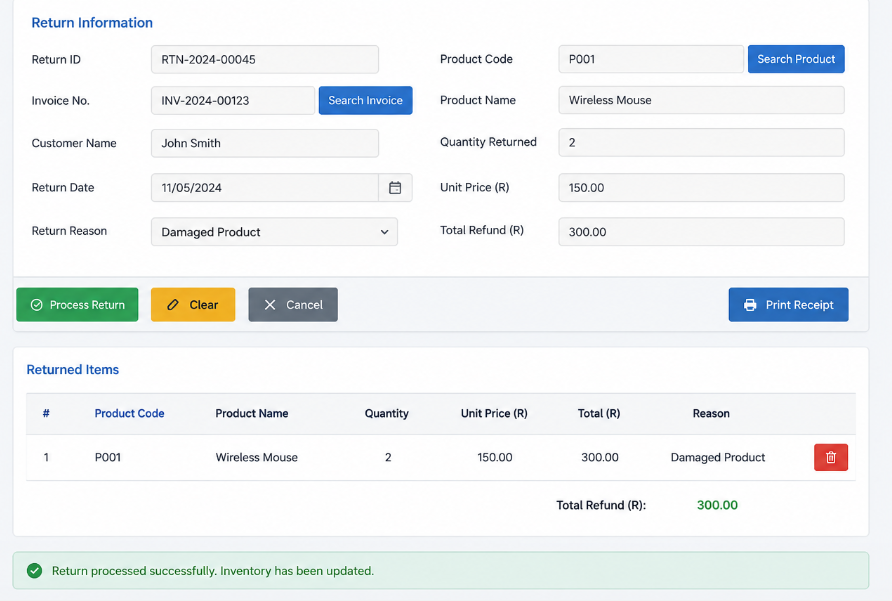 Return Information
Return ID RTN-2024-00045 Product Code P001 Search Product
Invoice No. INV-2024-00123 Search Invoice Product Name Wireless Mouse
Customer Name John Smith Quantity Returned 2
Return Date 11/05/2024 Unit Price (R) 150.00
Return Reason Damaged Product Total Refund (R) 300.00
Process Return Clear Cancel Print Receipt
Returned Items
# Product Code Product Name Quantity Unit Price (R) Total (R) Reason
1 P001 Wireless Mouse 2 150.00 300.00 Damaged Product
Total Refund (R): 300.00
Return processed successfully. Inventory has been updated.